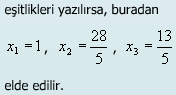 eşitlikleri yazılırsa, buradan
x₁ = 1, x₂ = 28/5, x₃ = 13/5
elde edilir.